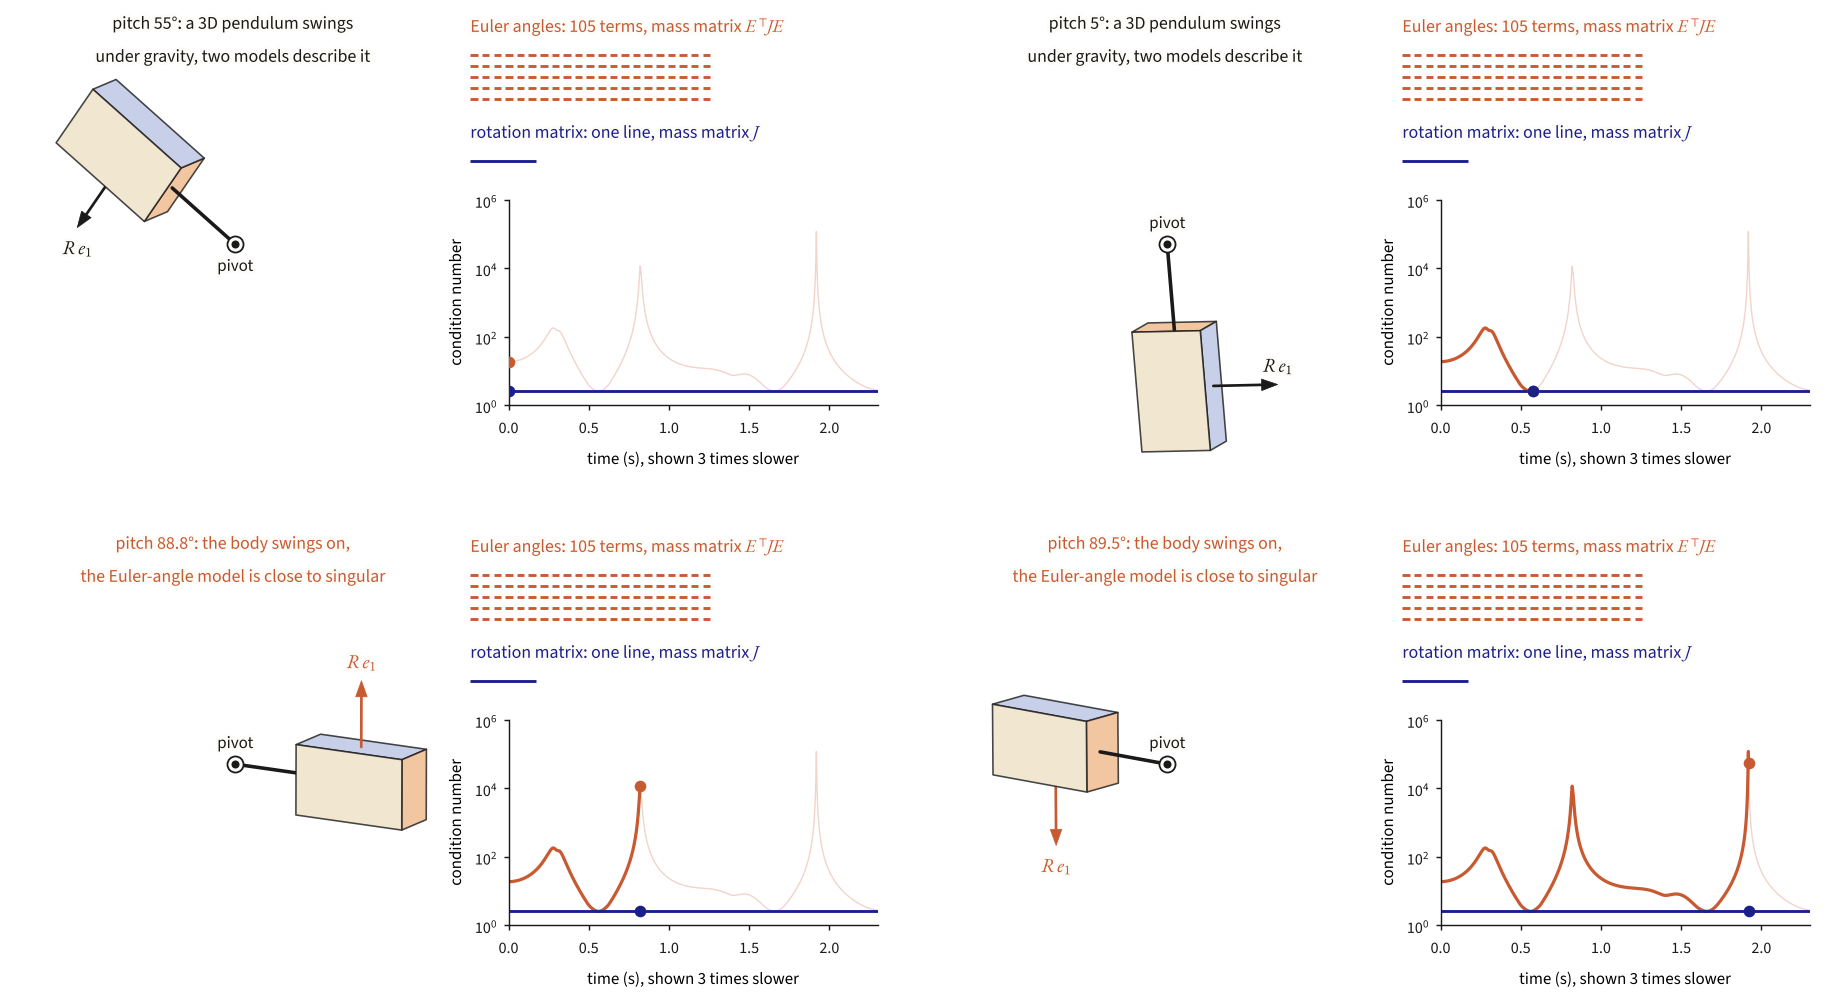 pitch 55°: a 3D pendulum swings
under gravity, two models describe it
Re₁
pivot
Euler angles: 105 terms, mass matrix E⊤JE
rotation matrix: one line, mass matrix J
condition number
10⁶
10⁴
10²
10⁰
0.0 0.5 1.0 1.5 2.0
time (s), shown 3 times slower
pitch 5°: a 3D pendulum swings
under gravity, two models describe it
pivot
Re₁
Euler angles: 105 terms, mass matrix E⊤JE
rotation matrix: one line, mass matrix J
condition number
10⁶
10⁴
10²
10⁰
0.0 0.5 1.0 1.5 2.0
time (s), shown 3 times slower
pitch 88.8°: the body swings on,
the Euler-angle model is close to singular
Re₁
pivot
Euler angles: 105 terms, mass matrix E⊤JE
rotation matrix: one line, mass matrix J
condition number
10⁶
10⁴
10²
10⁰
0.0 0.5 1.0 1.5 2.0
time (s), shown 3 times slower
pitch 89.5°: the body swings on,
the Euler-angle model is close to singular
pivot
Re₁
Euler angles: 105 terms, mass matrix E⊤JE
rotation matrix: one line, mass matrix J
condition number
10⁶
10⁴
10²
10⁰
0.0 0.5 1.0 1.5 2.0
time (s), shown 3 times slower